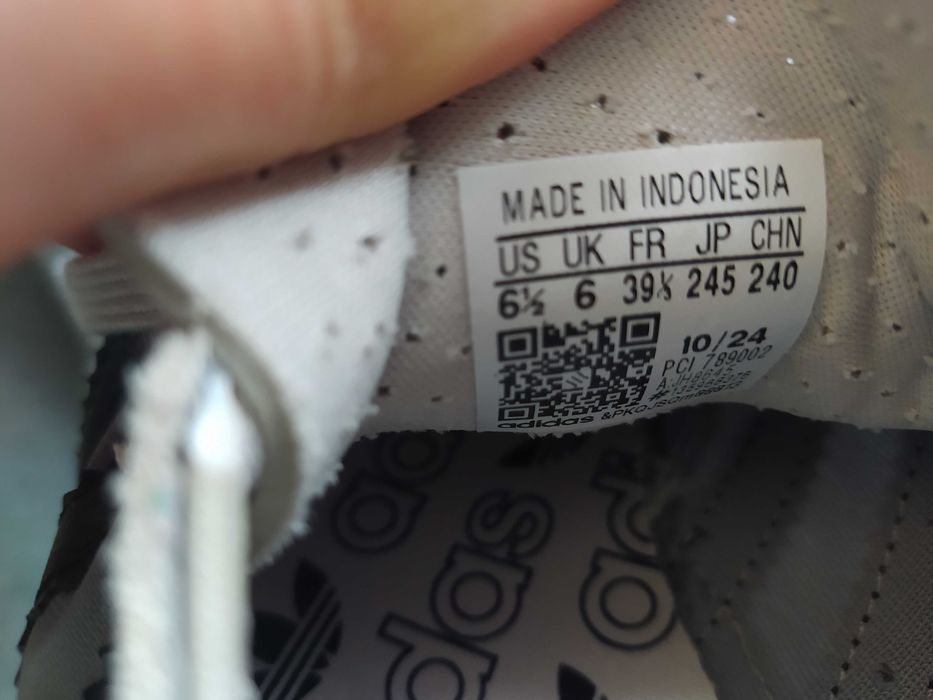 MADE IN INDONESIA
US UK FR JP CHN
6½ 6 39⅓ 245 240
10/24
PCI 789002
adidas
adidas
ad